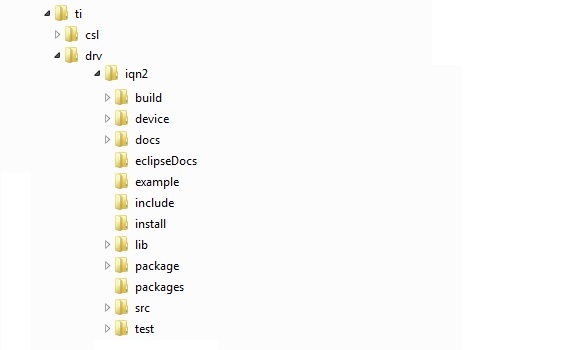 ti
csl
drv
iqn2
build
device
docs
eclipseDocs
example
include
install
lib
package
packages
src
test